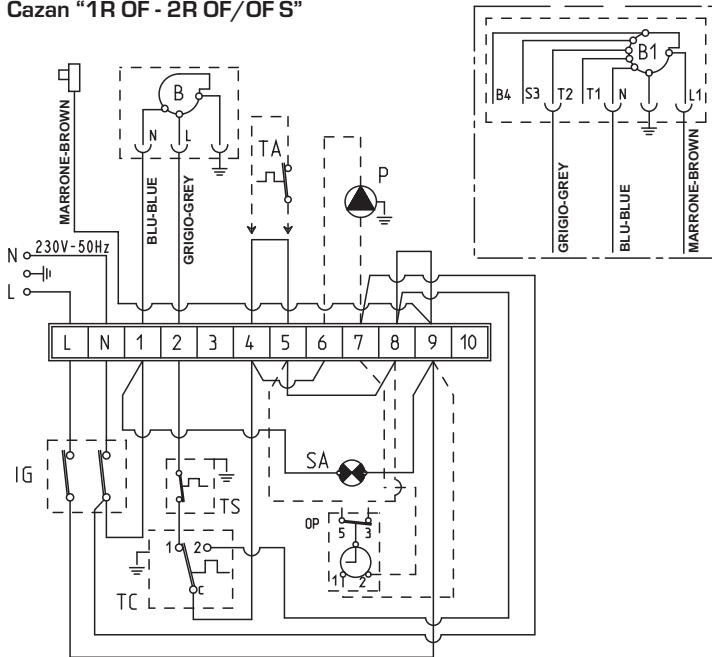 Cazan “1R OF - 2R OF/OF S”
MARRONE-BROWN
B
N L
BLU-BLUE
GRIGIO-GREY
TA
P
B1
B4 S3 T2 T1 N L1
GRIGIO-GREY
BLU-BLUE
MARRONE-BROWN
N 230V-50Hz
L
L N 1 2 3 4 5 6 7 8 9 10
IG
SA
TS
OP
5 3
1 2
1 2
C
TC